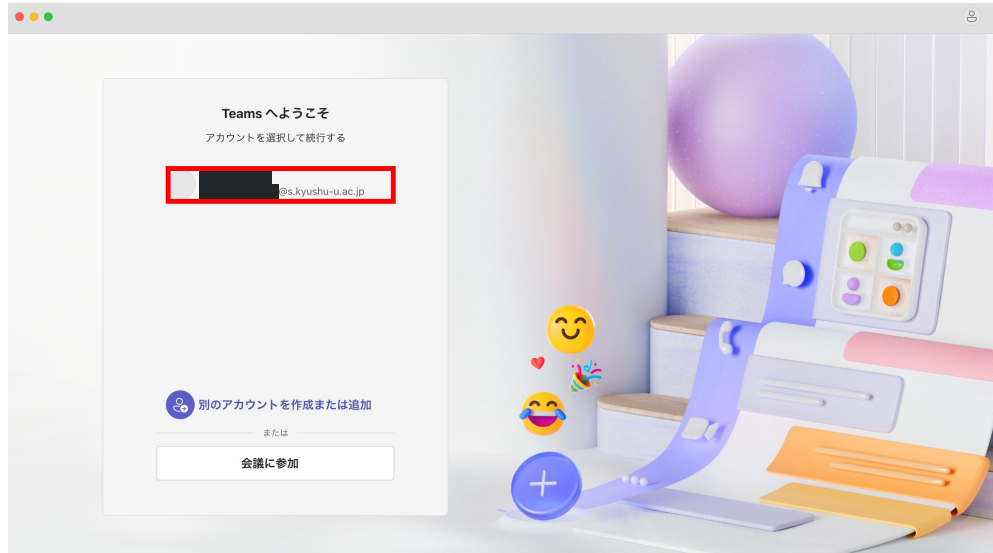 Teams へようこそ
アカウントを選択して続行する
@s.kyushu-u.ac.jp
別のアカウントを作成または追加
または
会議に参加